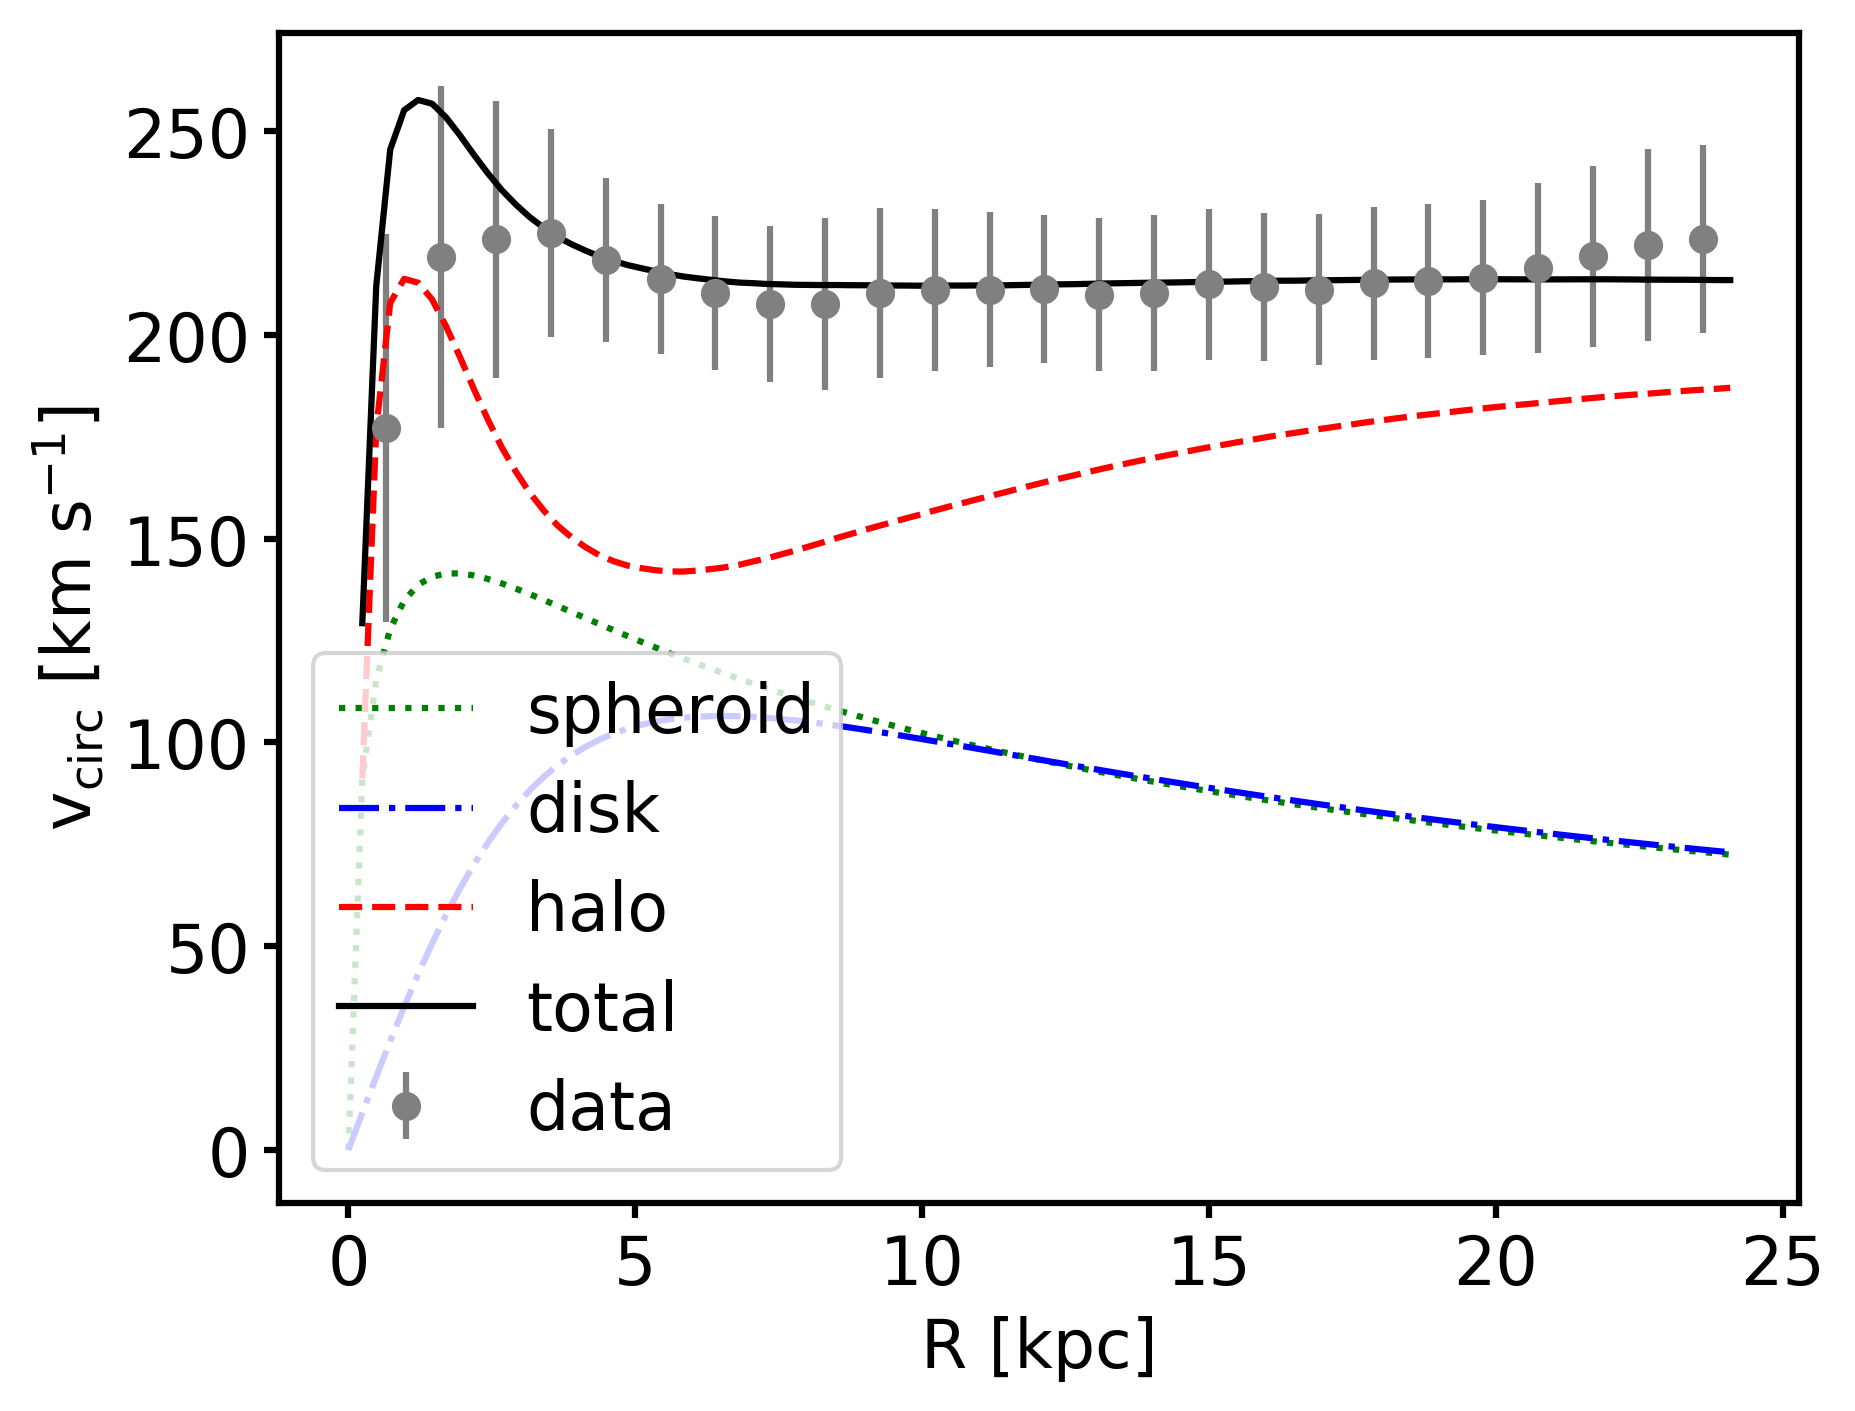 250
200
150
100
50
0
v_circ [km s⁻¹]
spheroid
disk
halo
total
data
0 5 10 15 20 25
R [kpc]